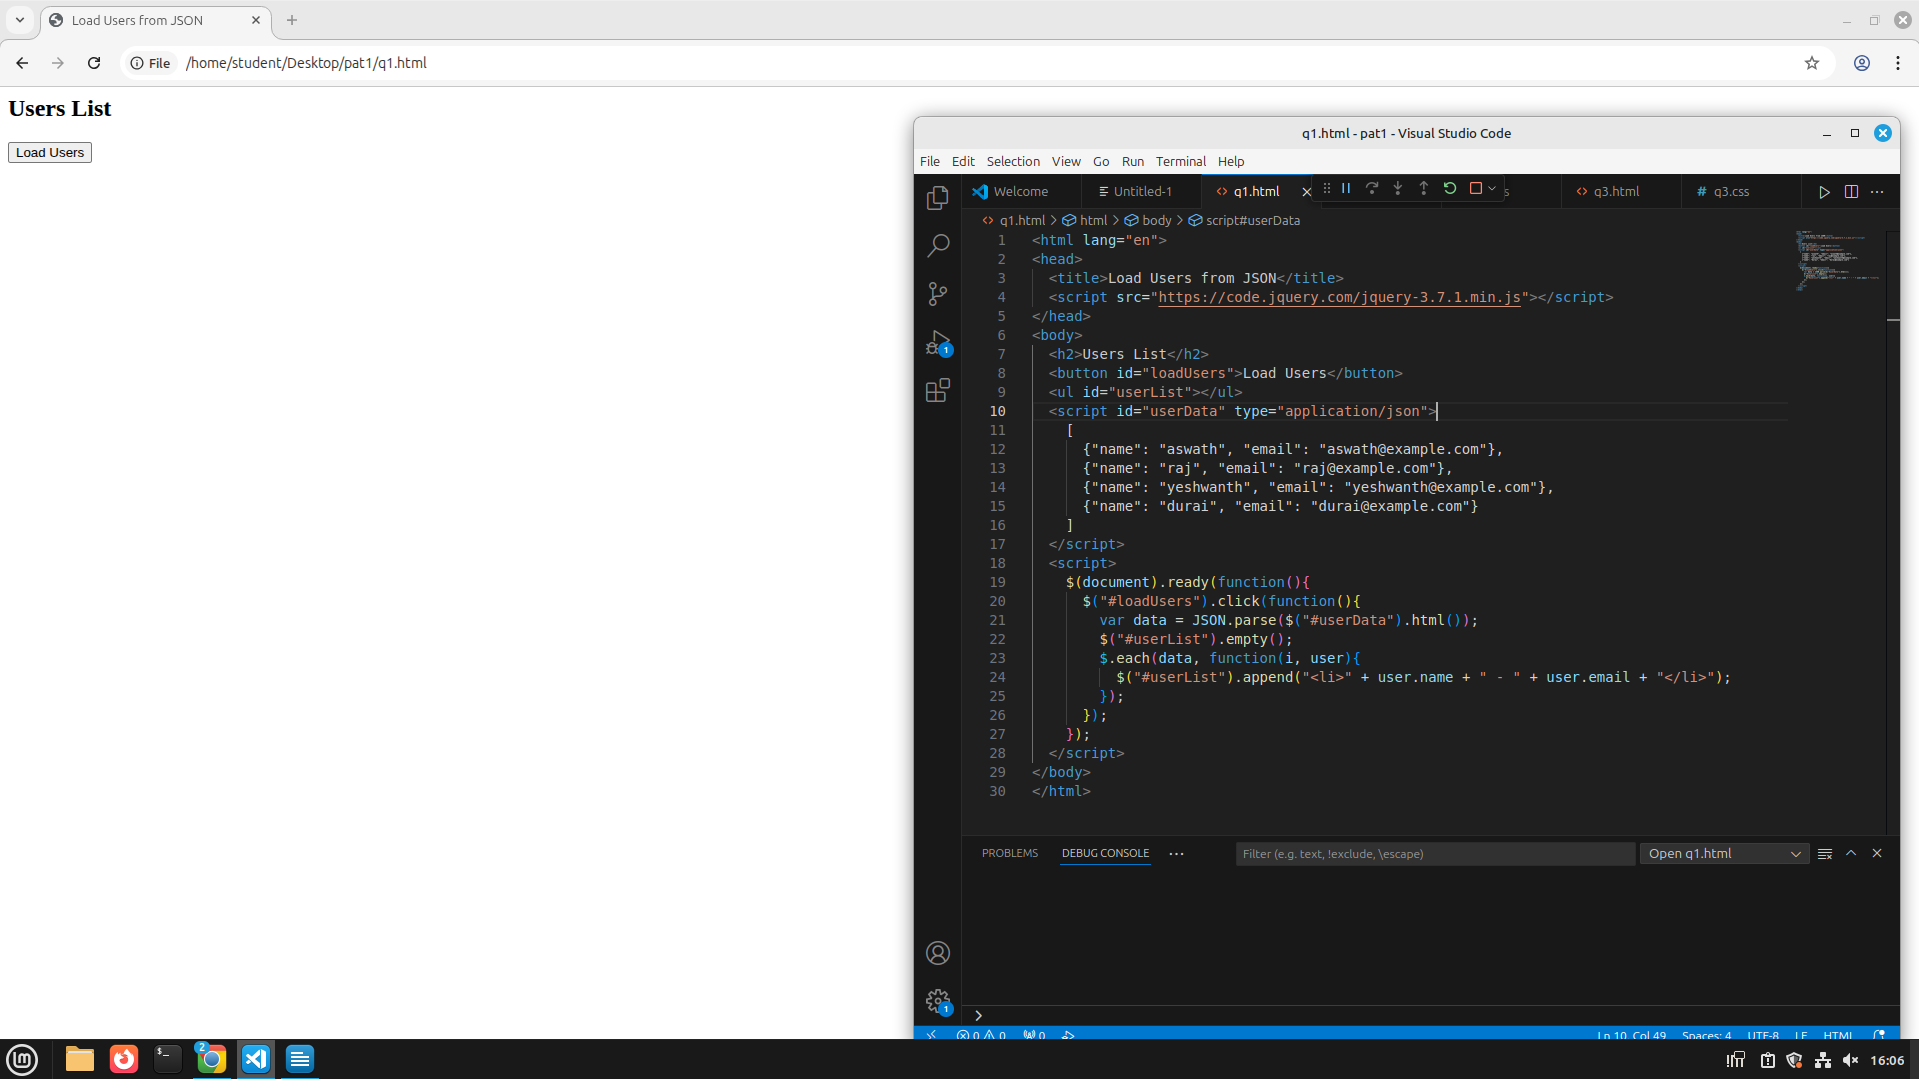 Load Users from JSON
File /home/student/Desktop/pat1/q1.html
Users List
Load Users
q1.html - pat1 - Visual Studio Code
File Edit Selection View Go Run Terminal Help
Welcome Untitled-1 q1.html q3.html # q3.css
q1.html > html > body > script#userData
1 <html lang="en">
2 <head>
3 <title>Load Users from JSON</title>
4 <script src="https://code.jquery.com/jquery-3.7.1.min.js"></script>
5 </head>
6 <body>
7 <h2>Users List</h2>
8 <button id="loadUsers">Load Users</button>
9 <ul id="userList"></ul>
10 <script id="userData" type="application/json">
11 [
12 {"name": "aswath", "email": "aswath@example.com"},
13 {"name": "raj", "email": "raj@example.com"},
14 {"name": "yeshwanth", "email": "yeshwanth@example.com"},
15 {"name": "durai", "email": "durai@example.com"}
16 ]
17 </script>
18 <script>
19 $(document).ready(function(){
20 $("#loadUsers").click(function(){
21 var data = JSON.parse($("#userData").html());
22 $("#userList").empty();
23 $.each(data, function(i, user){
24 $("#userList").append("<li>" + user.name + " - " + user.email + "</li>");
25 });
26 });
27 });
28 </script>
29 </body>
30 </html>
1
PROBLEMS DEBUG CONSOLE Filter (e.g. text, !exclude, \escape) Open q1.html
1
0 0 0 Ln 10, Col 49 Spaces: 4 UTF-8 LF HTML
2 16:06